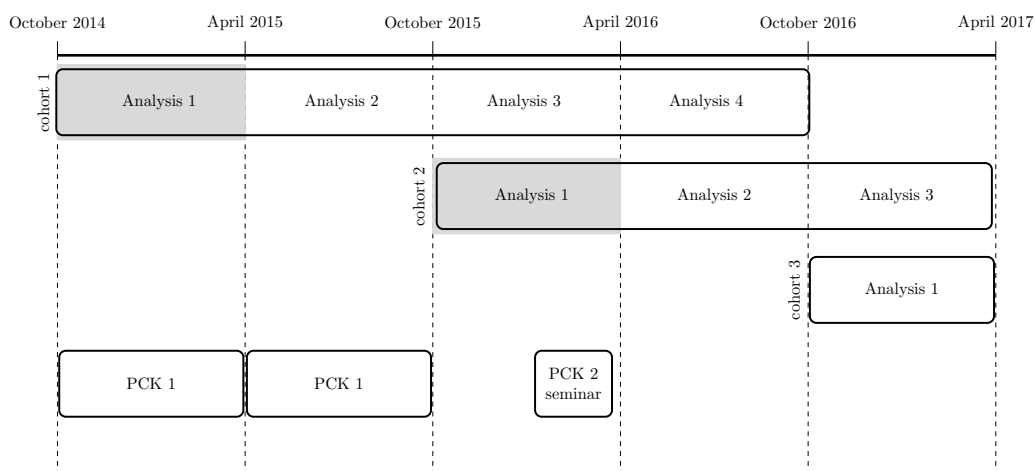 October 2014
April 2015
October 2015
April 2016
October 2016
April 2017
cohort 1
Analysis 1
Analysis 2
Analysis 3
Analysis 4
cohort 2
Analysis 1
Analysis 2
Analysis 3
cohort 3
Analysis 1
PCK 1
PCK 1
PCK 2
seminar